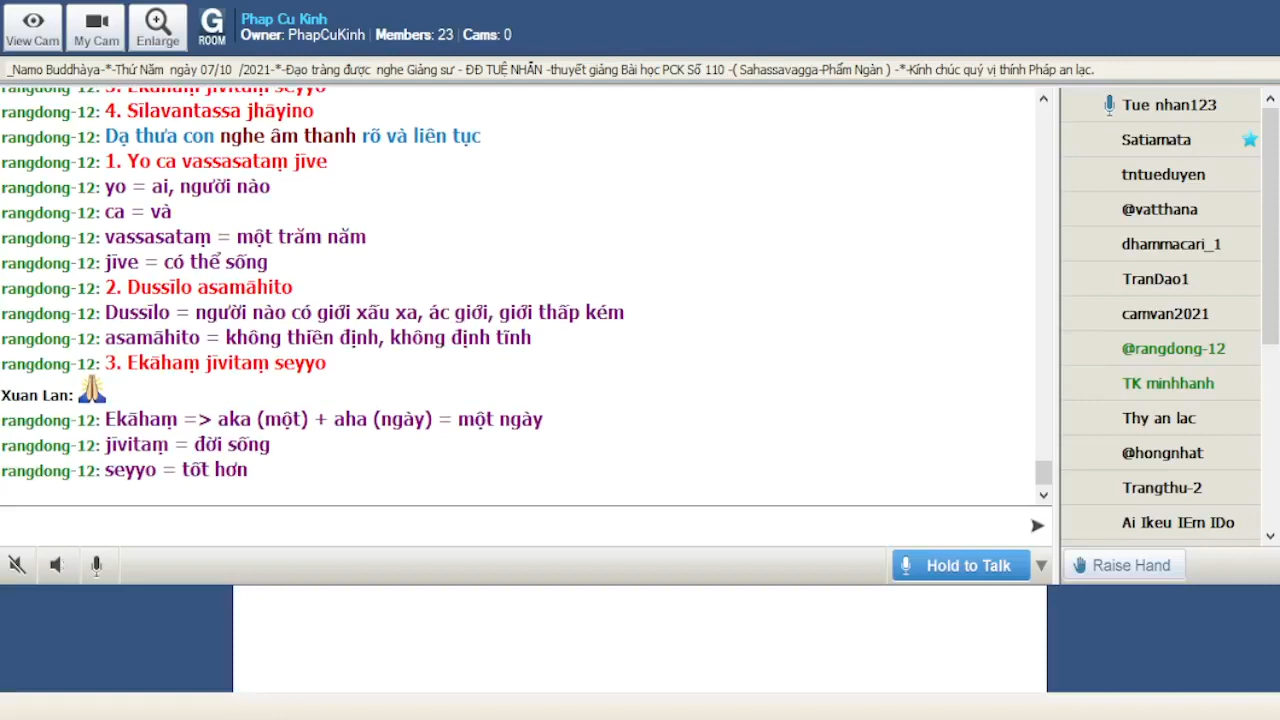 View Cam
My Cam
Enlarge
G
ROOM
Phap Cu Kinh
Owner: PhapCuKinh | Members: 23 | Cams: 0
_Namo Buddhàya-*-Thứ Năm ngày 07/10 /2021-*-Đạo tràng được nghe Giảng sư - ĐĐ TUỆ NHẪN -thuyết giảng Bài học PCK Số 110 -( Sahassavagga-Phẩm Ngàn ) -*-Kính chúc quý vị thính Pháp an lạc.
rangdong-12: 3. Ekāhaṃ jīvitaṃ seyyo
rangdong-12: 4. Sīlavantassa jhāyino
rangdong-12: Dạ thưa con nghe âm thanh rõ và liên tục
rangdong-12: 1. Yo ca vassasataṃ jīve
rangdong-12: yo = ai, người nào
rangdong-12: ca = và
rangdong-12: vassasataṃ = một trăm năm
rangdong-12: jīve = có thể sống
rangdong-12: 2. Dussīlo asamāhito
rangdong-12: Dussīlo = người nào có giới xấu xa, ác giới, giới thấp kém
rangdong-12: asamāhito = không thiền định, không định tĩnh
rangdong-12: 3. Ekāhaṃ jīvitaṃ seyyo
Xuan Lan:
rangdong-12: Ekāhaṃ => aka (một) + aha (ngày) = một ngày
rangdong-12: jīvitaṃ = đời sống
rangdong-12: seyyo = tốt hơn
Tue nhan123
Satiamata
tntueduyen
@vatthana
dhammacari_1
TranDao1
camvan2021
@rangdong-12
TK minhhanh
Thy an lac
@hongnhat
Trangthu-2
Ai Ikeu IEm IDo
Hold to Talk
Raise Hand